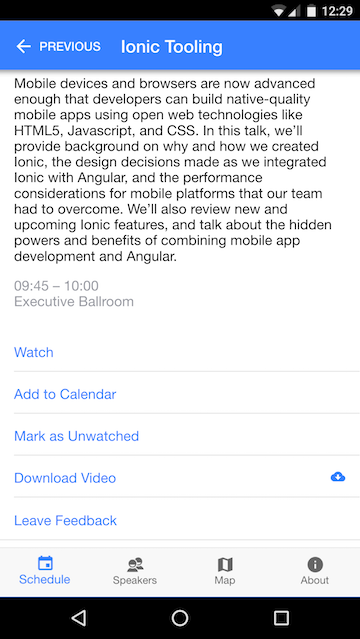 12:29
PREVIOUS Ionic Tooling
Mobile devices and browsers are now advanced
enough that developers can build native-quality
mobile apps using open web technologies like
HTML5, Javascript, and CSS. In this talk, we’ll
provide background on why and how we created
Ionic, the design decisions made as we integrated
Ionic with Angular, and the performance
considerations for mobile platforms that our team
had to overcome. We’ll also review new and
upcoming Ionic features, and talk about the hidden
powers and benefits of combining mobile app
development and Angular.
09:45 – 10:00
Executive Ballroom
Watch
Add to Calendar
Mark as Unwatched
Download Video
Leave Feedback
Schedule Speakers Map About